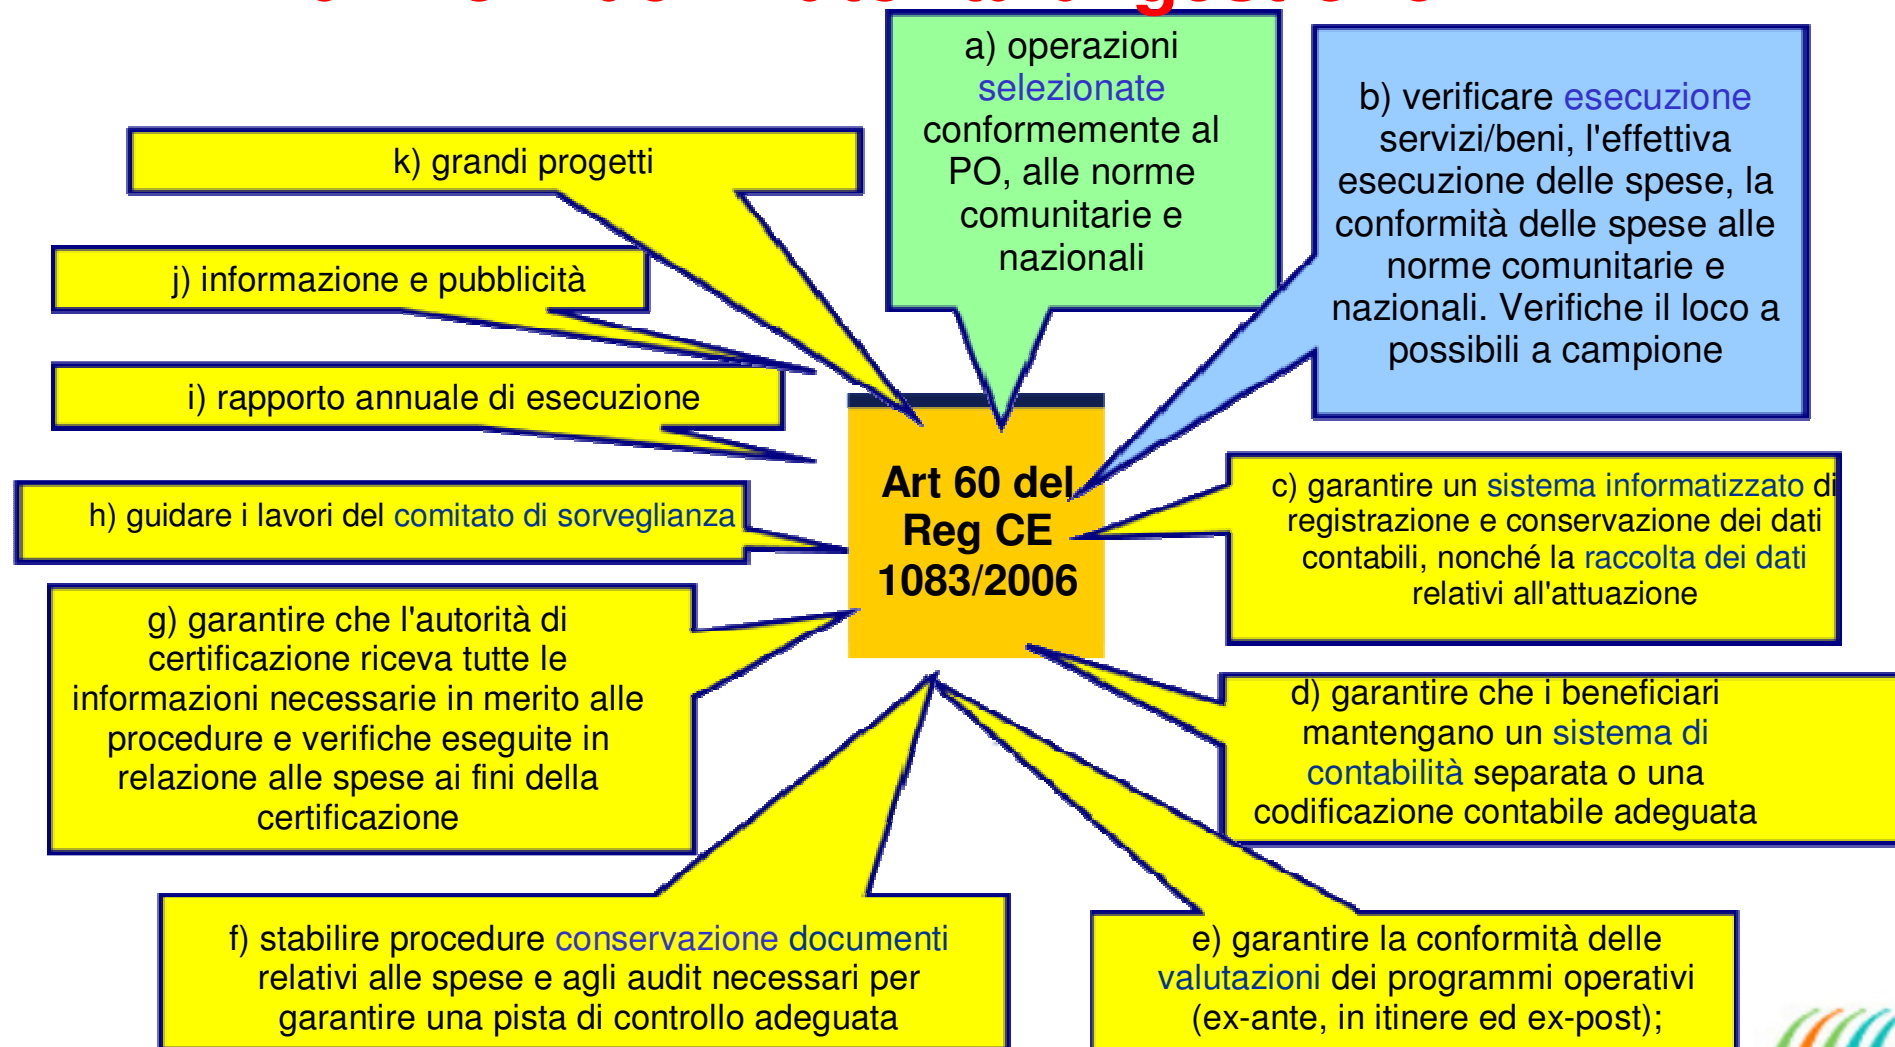 a) operazioni
selezionate
conformemente al
PO, alle norme
comunitarie e
nazionali
b) verificare esecuzione
servizi/beni, l'effettiva
esecuzione delle spese, la
conformità delle spese alle
norme comunitarie e
nazionali. Verifiche il loco a
possibili a campione
k) grandi progetti
j) informazione e pubblicità
i) rapporto annuale di esecuzione
h) guidare i lavori del comitato di sorveglianza
Art 60 del
Reg CE
1083/2006
c) garantire un sistema informatizzato di
registrazione e conservazione dei dati
contabili, nonché la raccolta dei dati
relativi all'attuazione
g) garantire che l'autorità di
certificazione riceva tutte le
informazioni necessarie in merito alle
procedure e verifiche eseguite in
relazione alle spese ai fini della
certificazione
d) garantire che i beneficiari
mantengano un sistema di
contabilità separata o una
codificazione contabile adeguata
f) stabilire procedure conservazione documenti
relativi alle spese e agli audit necessari per
garantire una pista di controllo adeguata
e) garantire la conformità delle
valutazioni dei programmi operativi
(ex-ante, in itinere ed ex-post);